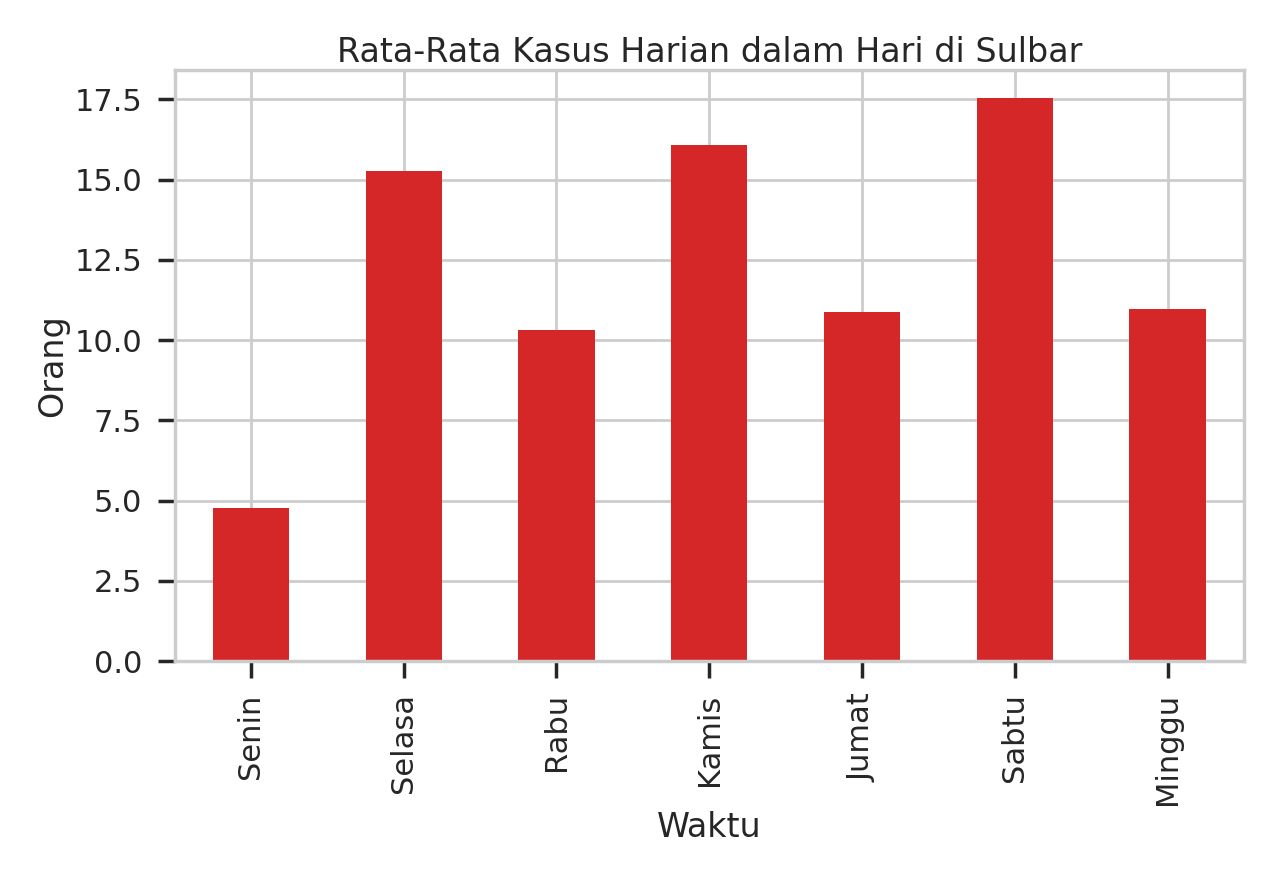 Rata-Rata Kasus Harian dalam Hari di Sulbar
17.5
15.0
12.5
10.0
7.5
5.0
2.5
0.0
Orang
Senin
Selasa
Rabu
Kamis
Jumat
Sabtu
Minggu
Waktu